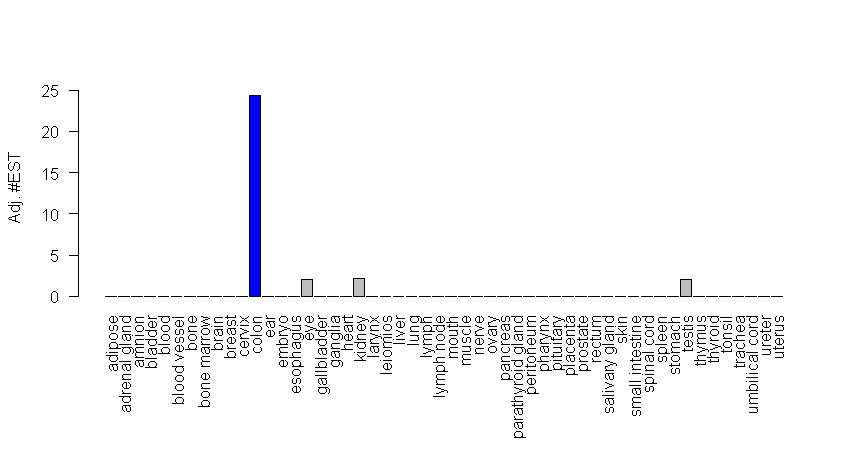 Adj. #EST
25
20
15
10
5
0
adipose
adrenal gland
amnion
bladder
blood
blood vessel
bone
bone marrow
brain
breast
cervix
colon
ear
embryo
esophagus
eye
gallbladder
ganglia
heart
kidney
larynx
leiomios
liver
lung
lymph
lymph node
mouth
muscle
nerve
ovary
pancreas
parathyroid gland
peritoneum
pharynx
pituitary
placenta
prostate
rectum
salivary gland
skin
small intestine
spinal cord
spleen
stomach
testis
thymus
thyroid
tonsil
trachea
umbilical cord
ureter
uterus